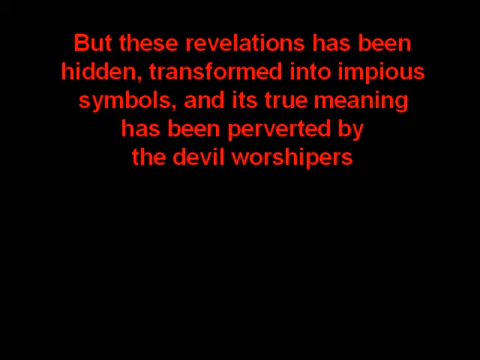 But these revelations has been
hidden, transformed into impious
symbols, and its true meaning
has been perverted by
the devil worshipers